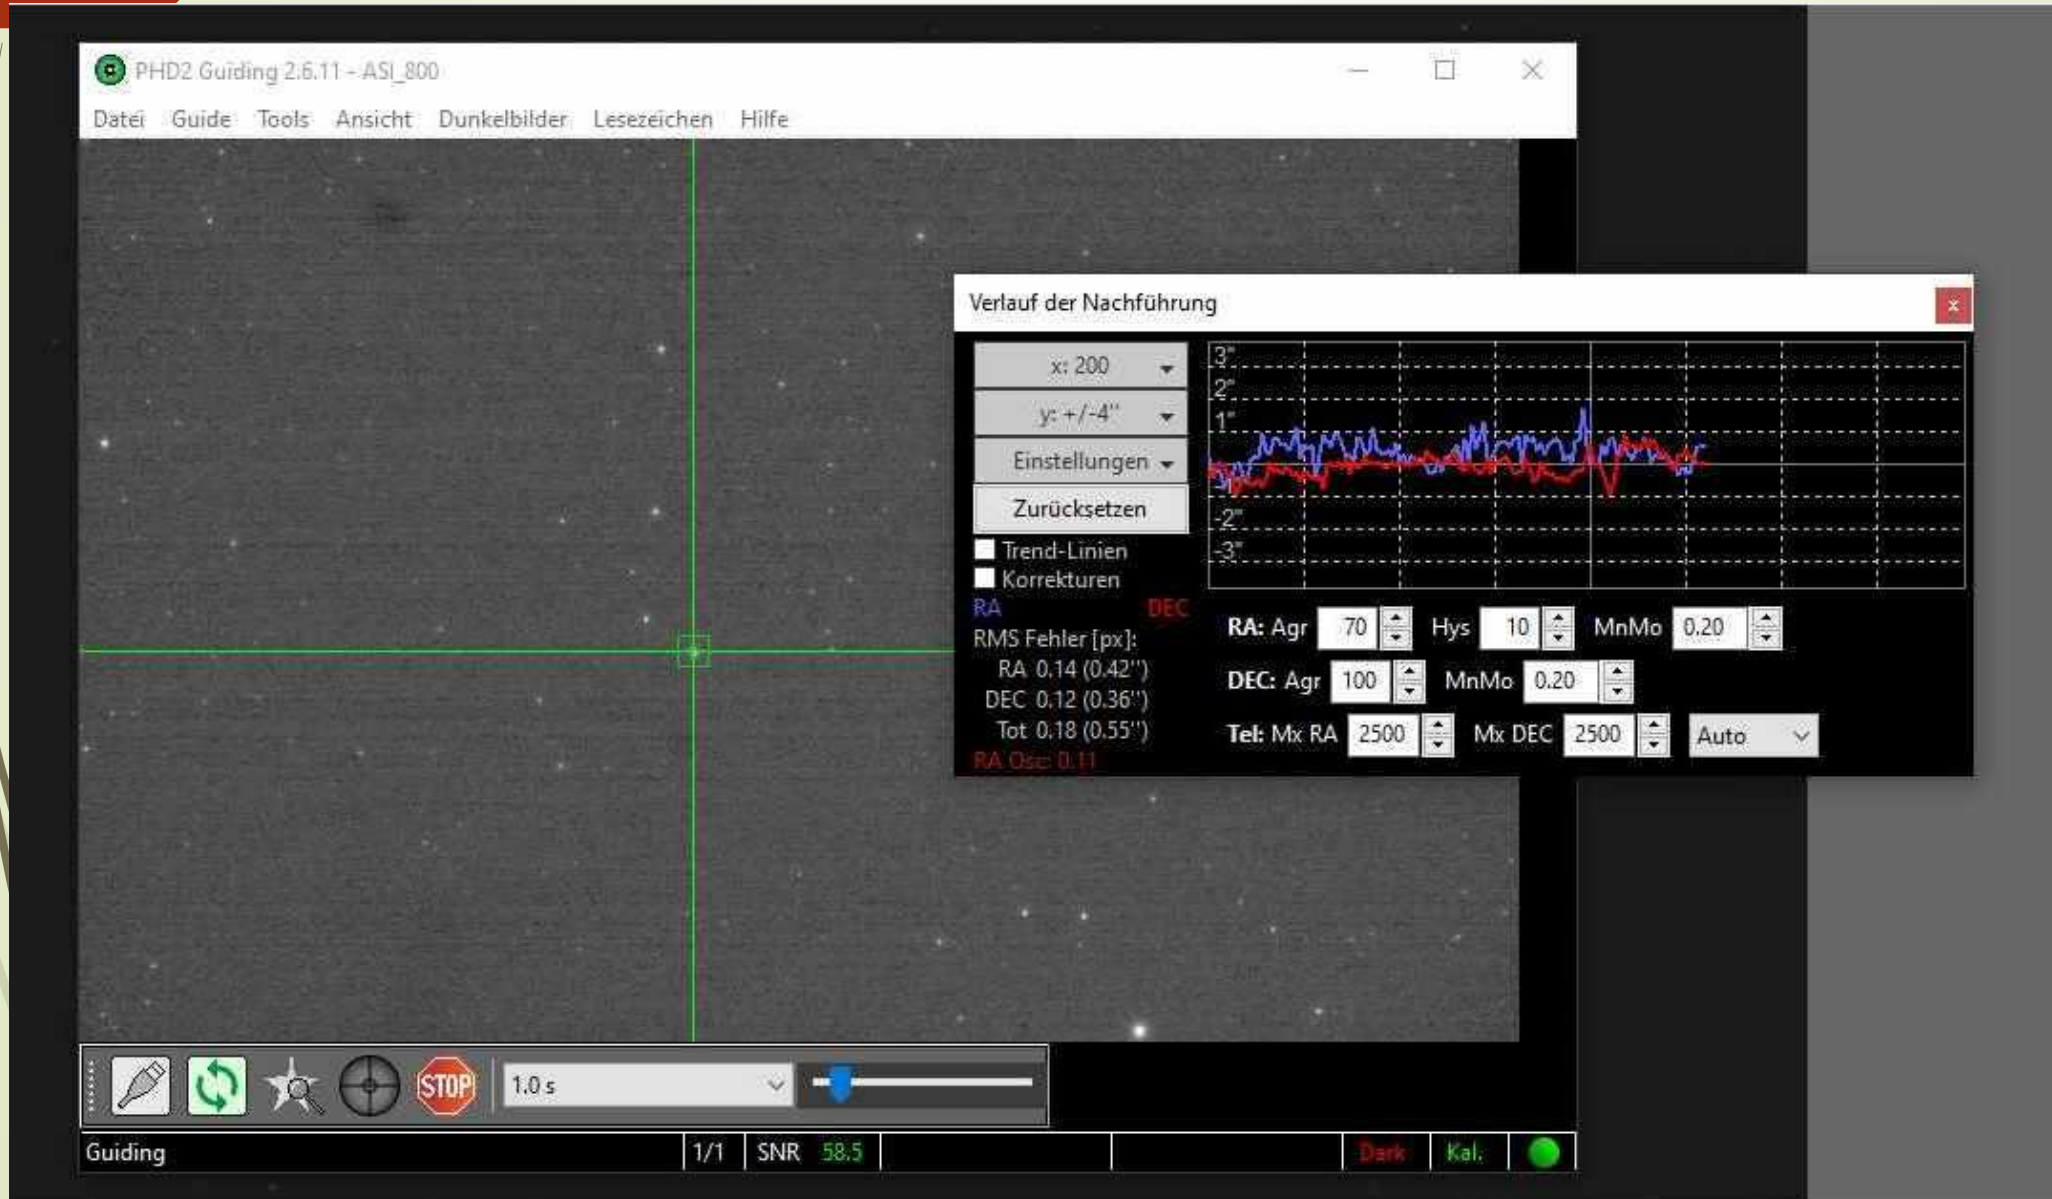 PHD2 Guiding 2.6.11 - ASI_800
Datei Guide Tools Ansicht Dunkelbilder Lesezeichen Hilfe
Verlauf der Nachführung
x: 200
y: +/-4''
Einstellungen
Zurücksetzen
Trend-Linien
Korrekturen
RA DEC
RMS Fehler [px]:
RA 0.14 (0.42'')
DEC 0.12 (0.36'')
Tot 0.18 (0.55'')
RA Osc: 0.11
3"
2"
1"
-2"
-3"
RA: Agr 70 Hys 10 MnMo 0.20
DEC: Agr 100 MnMo 0.20
Tel: Mx RA 2500 Mx DEC 2500 Auto
STOP 1.0 s
Guiding 1/1 SNR 58.5 Dark Kal.